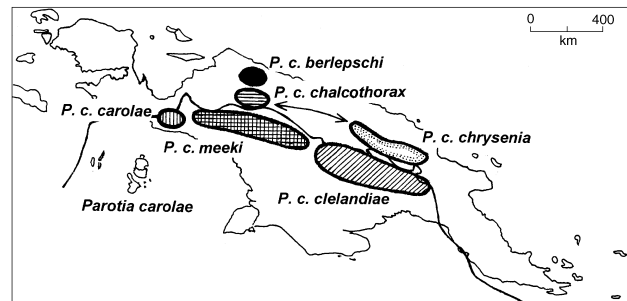 0 400
km
P. c. berlepschi
P. c. chalcothorax
P. c. carolae
P. c. chrysenia
P. c. meeki
P. c. clelandiae
Parotia carolae